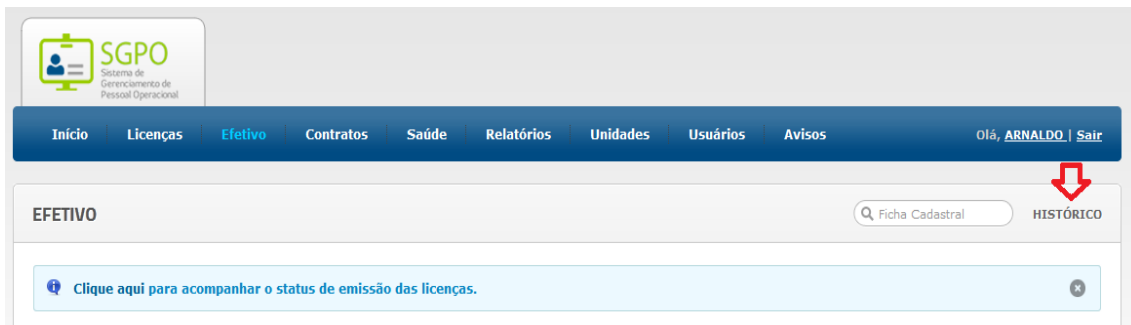 SGPO
Sistema de
Gerenciamento de
Pessoal Operacional
Início Licenças Efetivo Contratos Saúde Relatórios Unidades Usuários Avisos Olá, ARNALDO | Sair
EFETIVO Ficha Cadastral HISTÓRICO
Clique aqui para acompanhar o status de emissão das licenças.